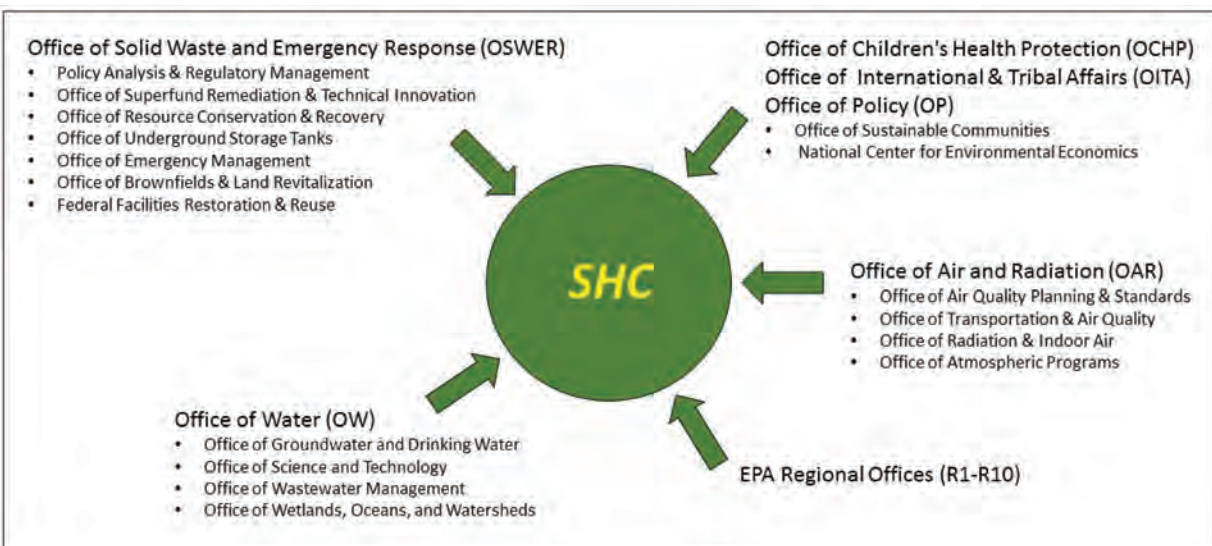 Office of Solid Waste and Emergency Response (OSWER)
• Policy Analysis & Regulatory Management
• Office of Superfund Remediation & Technical Innovation
• Office of Resource Conservation & Recovery
• Office of Underground Storage Tanks
• Office of Emergency Management
• Office of Brownfields & Land Revitalization
• Federal Facilities Restoration & Reuse
Office of Children's Health Protection (OCHP)
Office of International & Tribal Affairs (OITA)
Office of Policy (OP)
• Office of Sustainable Communities
• National Center for Environmental Economics
SHC
Office of Air and Radiation (OAR)
• Office of Air Quality Planning & Standards
• Office of Transportation & Air Quality
• Office of Radiation & Indoor Air
• Office of Atmospheric Programs
Office of Water (OW)
• Office of Groundwater and Drinking Water
• Office of Science and Technology
• Office of Wastewater Management
• Office of Wetlands, Oceans, and Watersheds
EPA Regional Offices (R1-R10)